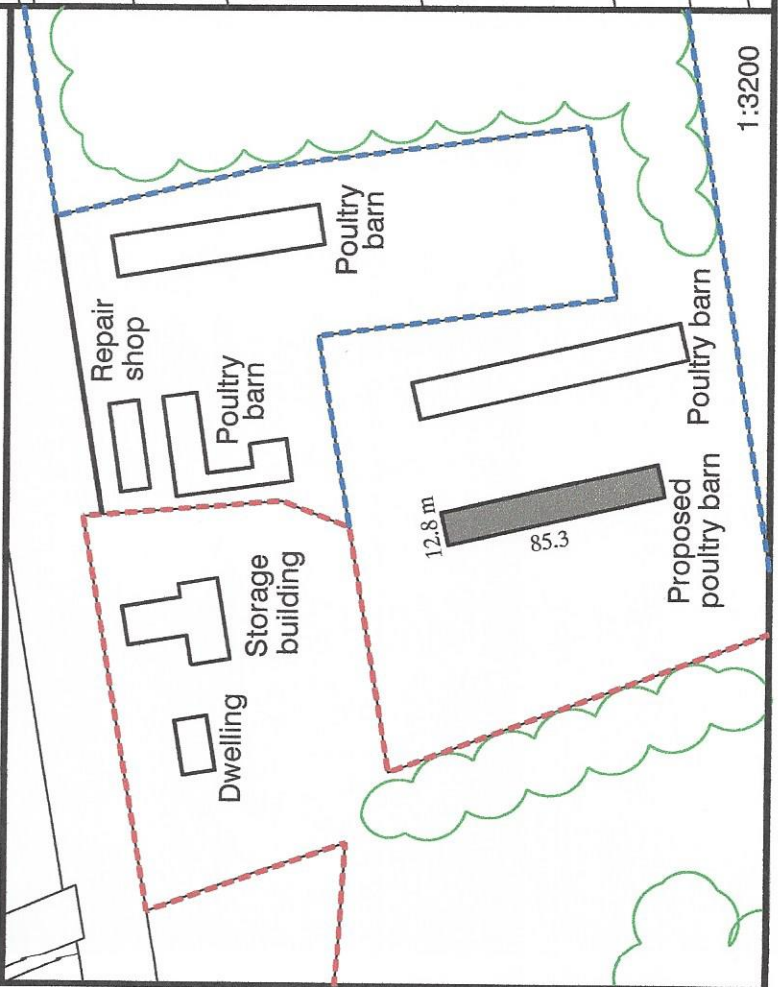 1:3200
Poultry
barn
Repair
shop
Poultry
barn
Poultry barn
12.8 m
85.3
Proposed
poultry barn
Storage
building
Dwelling